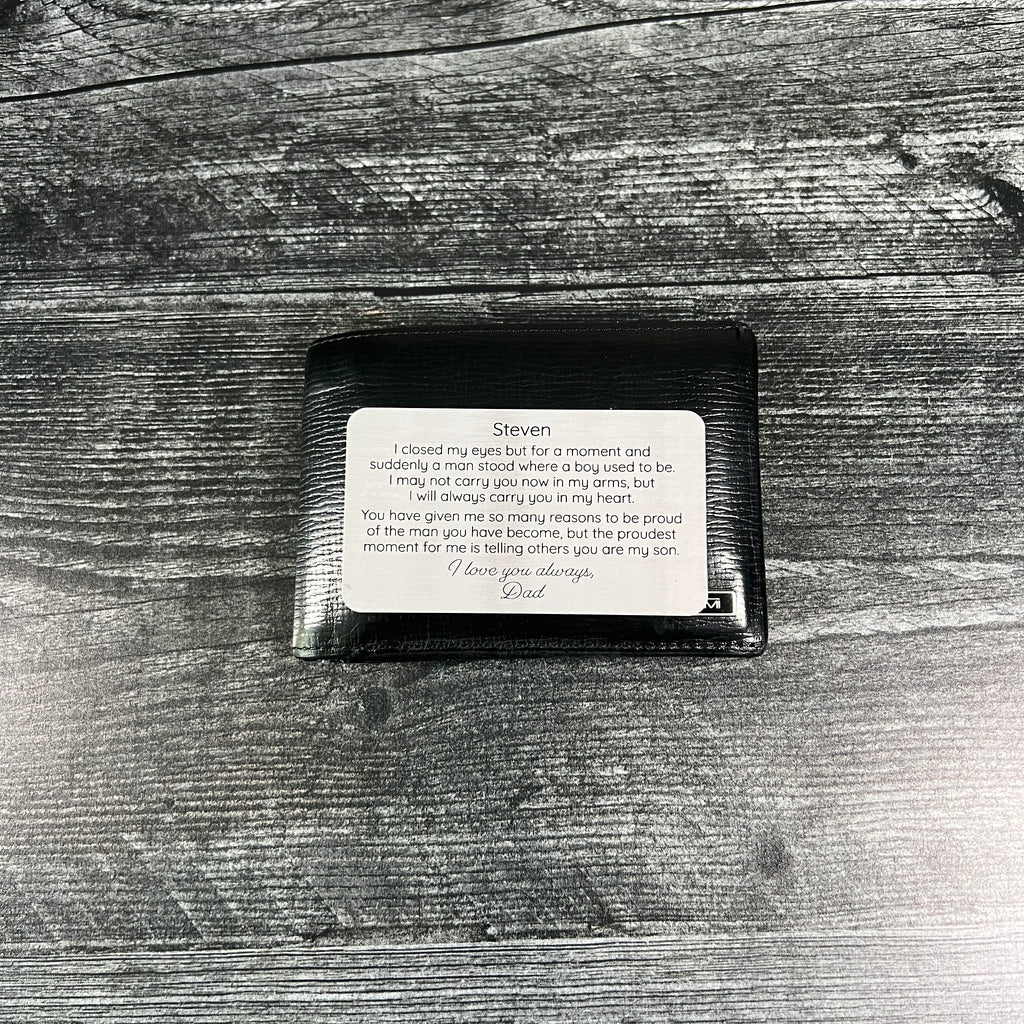 Steven
I closed my eyes but for a moment and
suddenly a man stood where a boy used to be.
I may not carry you now in my arms, but
I will always carry you in my heart.
You have given me so many reasons to be proud
of the man you have become, but the proudest
moment for me is telling others you are my son.
I love you always,
Dad